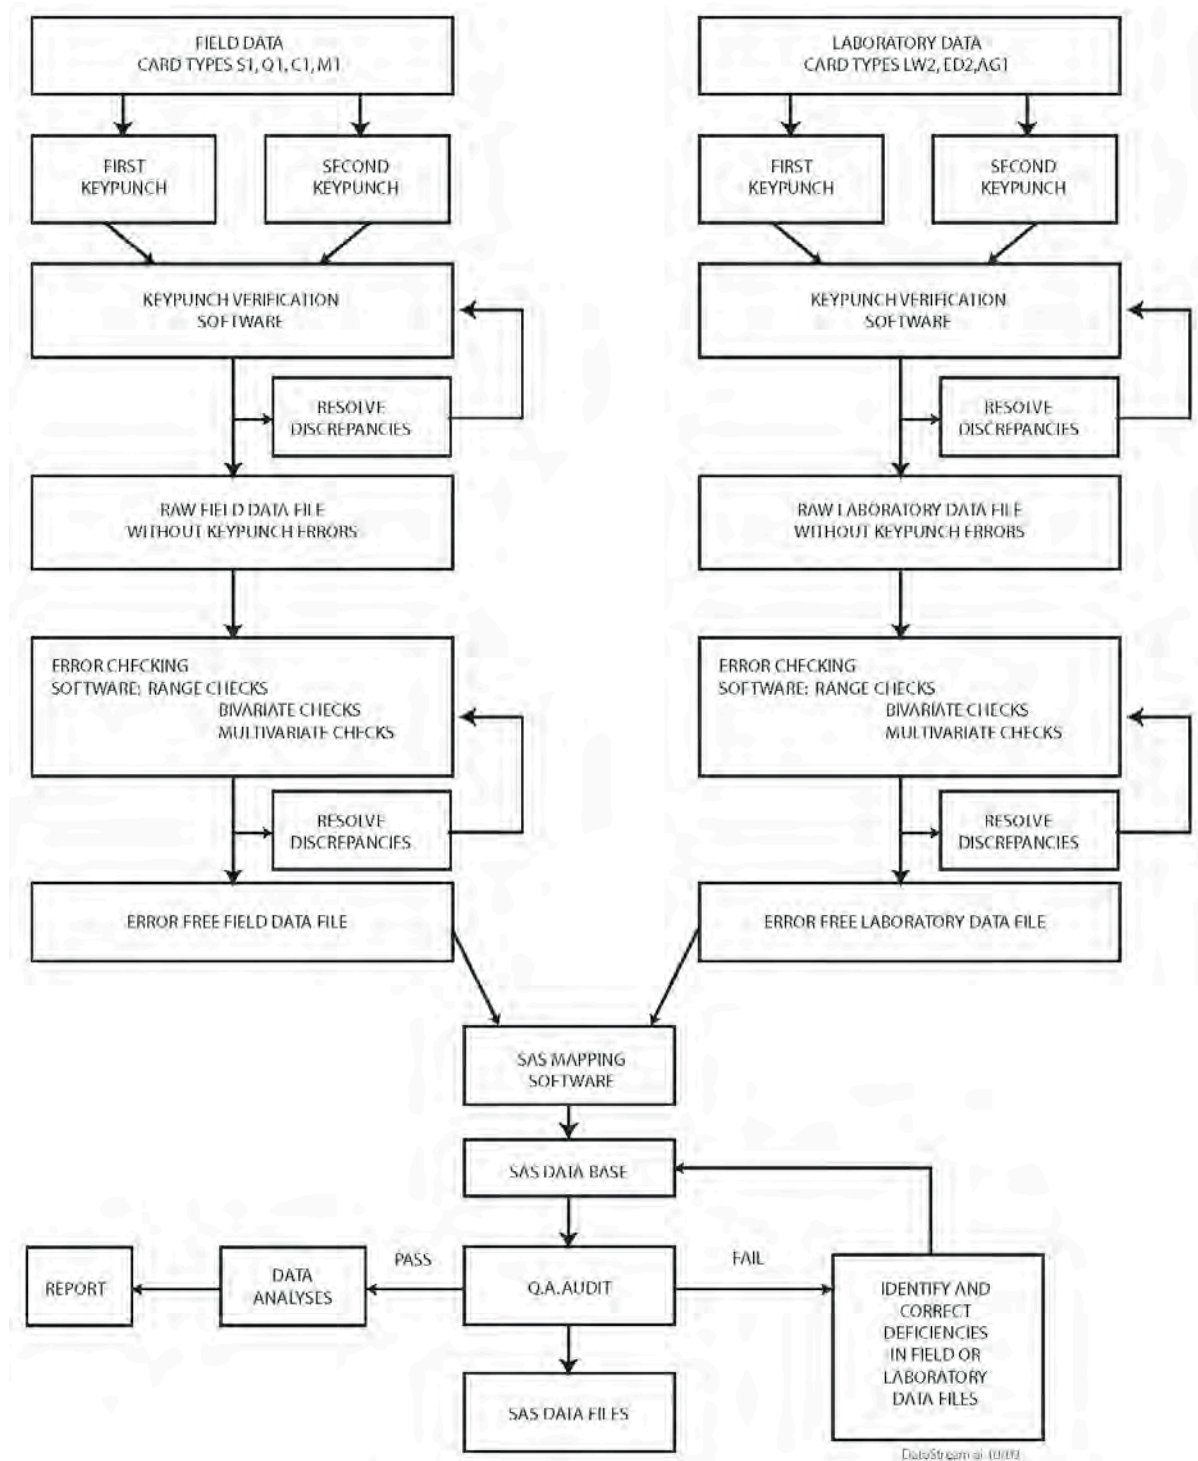 FIELD DATA
CARD TYPES S1, Q1, C1, M1
LABORATORY DATA
CARD TYPES LW2, ED2,AG1
FIRST
KEYPUNCH
SECOND
KEYPUNCH
FIRST
KEYPUNCH
SECOND
KEYPUNCH
KEYPUNCH VERIFICATION
SOFTWARE
KEYPUNCH VERIFICATION
SOFTWARE
RESOLVE
DISCREPANCIES
RESOLVE
DISCREPANCIES
RAW FIELD DATA FILE
WITHOUT KEYPUNCH ERRORS
RAW LABORATORY DATA FILE
WITHOUT KEYPUNCH ERRORS
ERROR CHECKING
SOFTWARE: RANGE CHECKS
BIVARIATE CHECKS
MULTIVARIATE CHECKS
ERROR CHECKING
SOFTWARE: RANGE CHECKS
BIVARIATE CHECKS
MULTIVARIATE CHECKS
RESOLVE
DISCREPANCIES
RESOLVE
DISCREPANCIES
ERROR FREE FIELD DATA FILE
ERROR FREE LABORATORY DATA FILE
SAS MAPPING
SOFTWARE
SAS DATA BASE
REPORT
DATA
ANALYSES
PASS
Q.A. AUDIT
FAIL
IDENTIFY AND
CORRECT
DEFICIENCIES
IN FIELD OR
LABORATORY
DATA FILES
SAS DATA FILES
DataStream ai